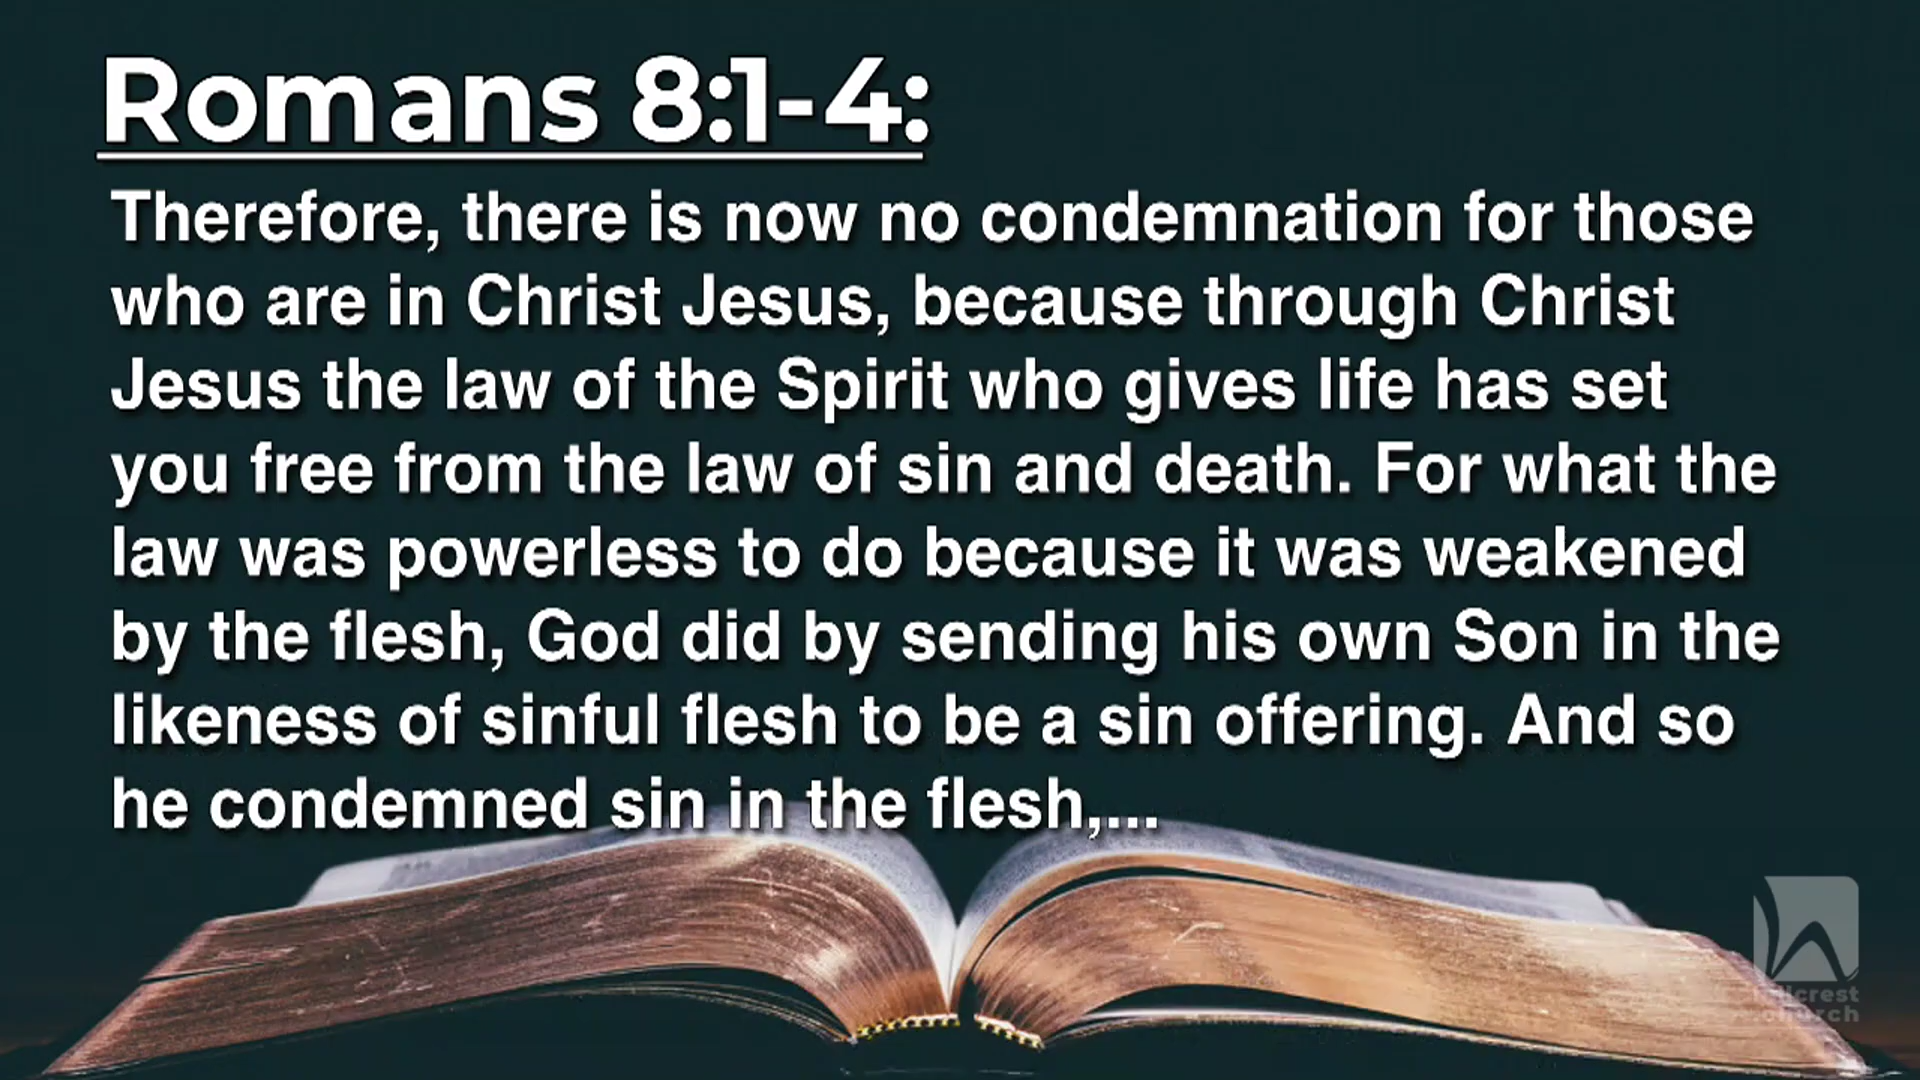 Romans 8:1-4:
Therefore, there is now no condemnation for those
who are in Christ Jesus, because through Christ
Jesus the law of the Spirit who gives life has set
you free from the law of sin and death. For what the
law was powerless to do because it was weakened
by the flesh, God did by sending his own Son in the
likeness of sinful flesh to be a sin offering. And so
he condemned sin in the flesh,...
hillcrest
church